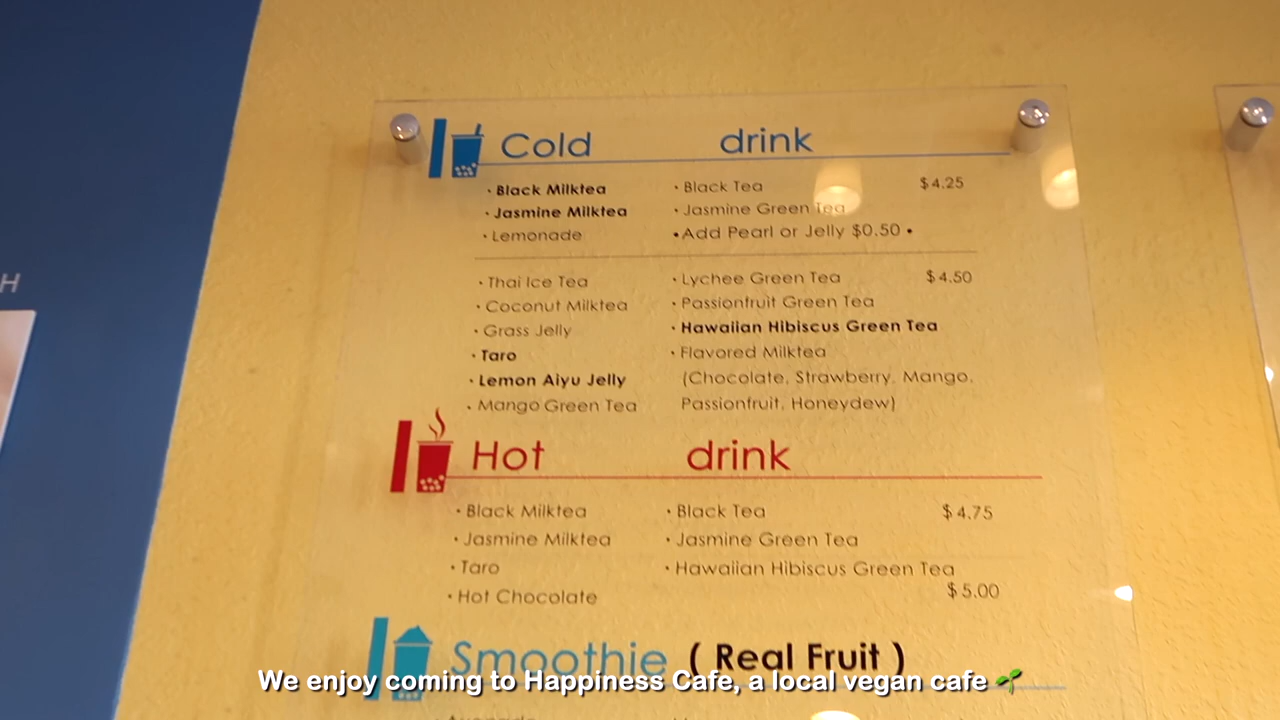 Cold drink
• Black Milktea
• Jasmine Milktea
• Lemonade
• Black Tea $4.25
• Jasmine Green Tea
• Add Pearl or Jelly $0.50 •
• Thai Ice Tea
• Coconut Milktea
• Grass Jelly
• Taro
• Lemon Aiyu Jelly
• Mango Green Tea
• Lychee Green Tea $4.50
• Passionfruit Green Tea
• Hawaiian Hibiscus Green Tea
• Flavored Milktea
(Chocolate, Strawberry, Mango,
Passionfruit, Honeydew)
H
Hot drink
• Black Milktea
• Jasmine Milktea
• Taro
• Hot Chocolate
• Black Tea $4.75
• Jasmine Green Tea
• Hawaiian Hibiscus Green Tea
$5.00
Smoothie ( Real Fruit )
We enjoy coming to Happiness Cafe, a local vegan cafe 🌱